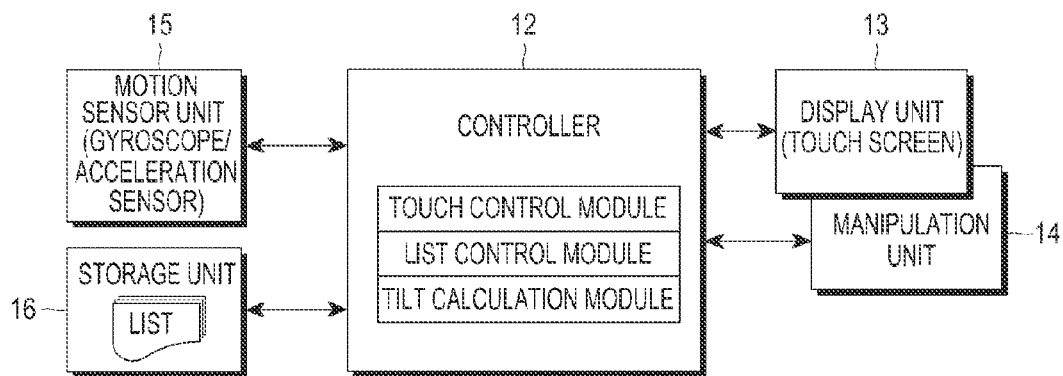 15
MOTION
SENSOR UNIT
(GYROSCOPE/
ACCELERATION
SENSOR)
12
CONTROLLER
TOUCH CONTROL MODULE
LIST CONTROL MODULE
TILT CALCULATION MODULE
13
DISPLAY UNIT
(TOUCH SCREEN)
MANIPULATION
UNIT
14
STORAGE UNIT
LIST
16